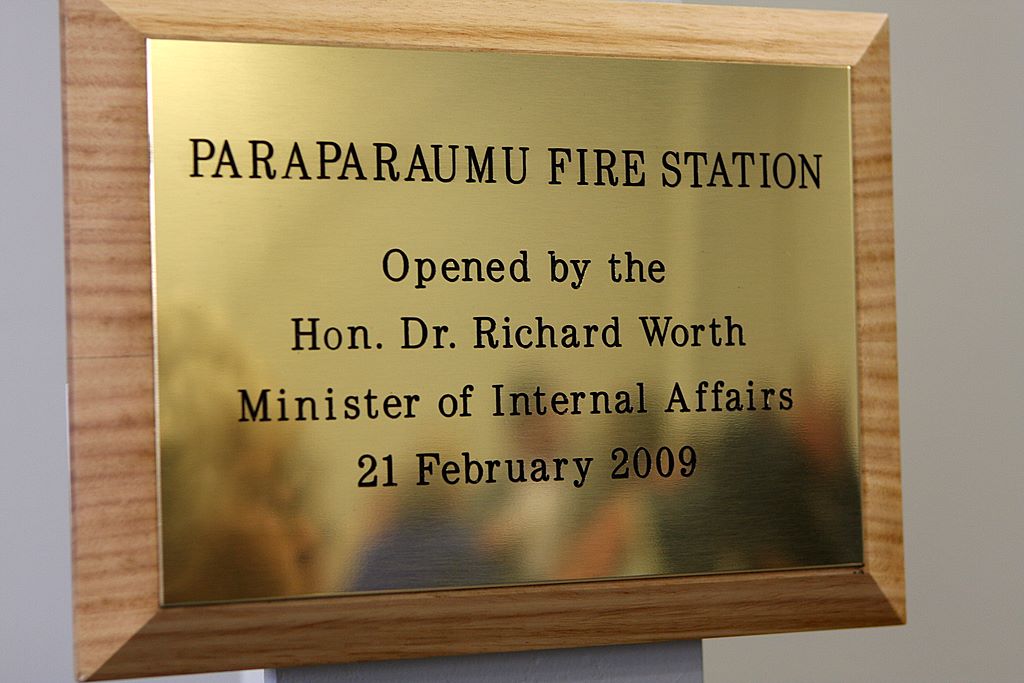 PARAPARAUMU FIRE STATION
Opened by the
Hon. Dr. Richard Worth
Minister of Internal Affairs
21 February 2009